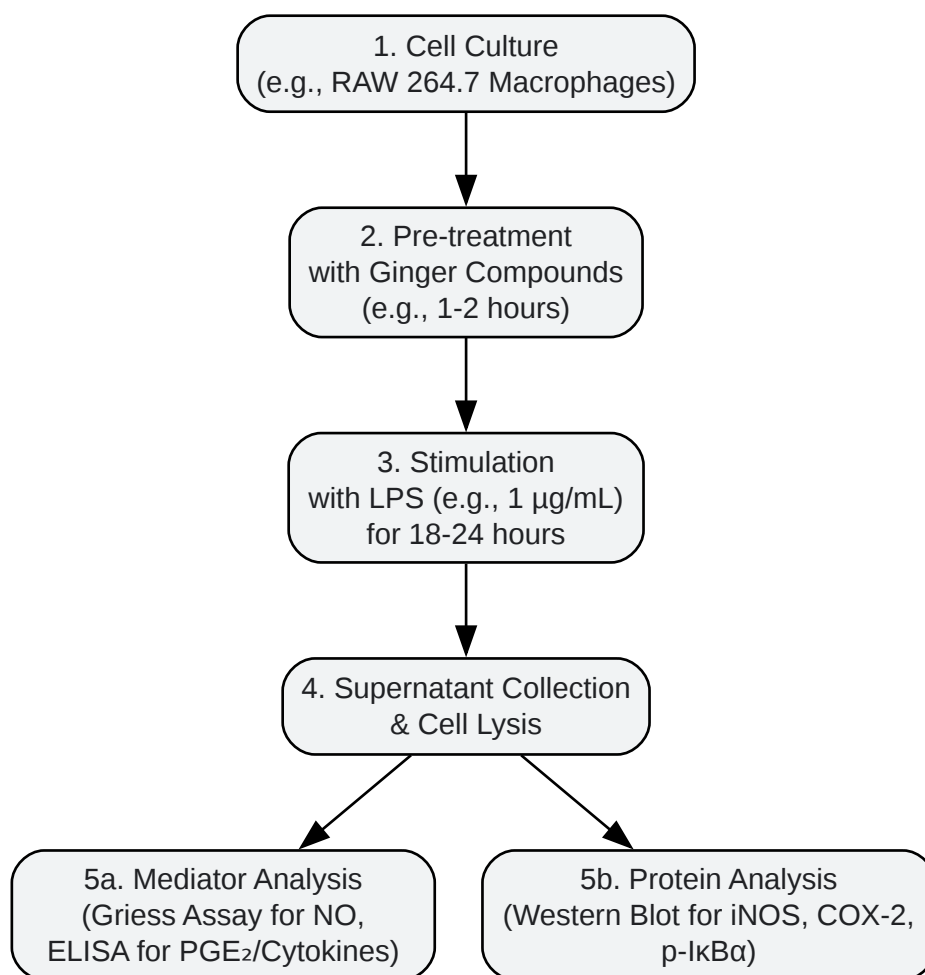 1. Cell Culture
(e.g., RAW 264.7 Macrophages)
2. Pre-treatment
with Ginger Compounds
(e.g., 1-2 hours)
3. Stimulation
with LPS (e.g., 1 µg/mL)
for 18-24 hours
4. Supernatant Collection
& Cell Lysis
5a. Mediator Analysis
(Griess Assay for NO,
ELISA for PGE₂/Cytokines)
5b. Protein Analysis
(Western Blot for iNOS, COX-2,
p-IκBα)